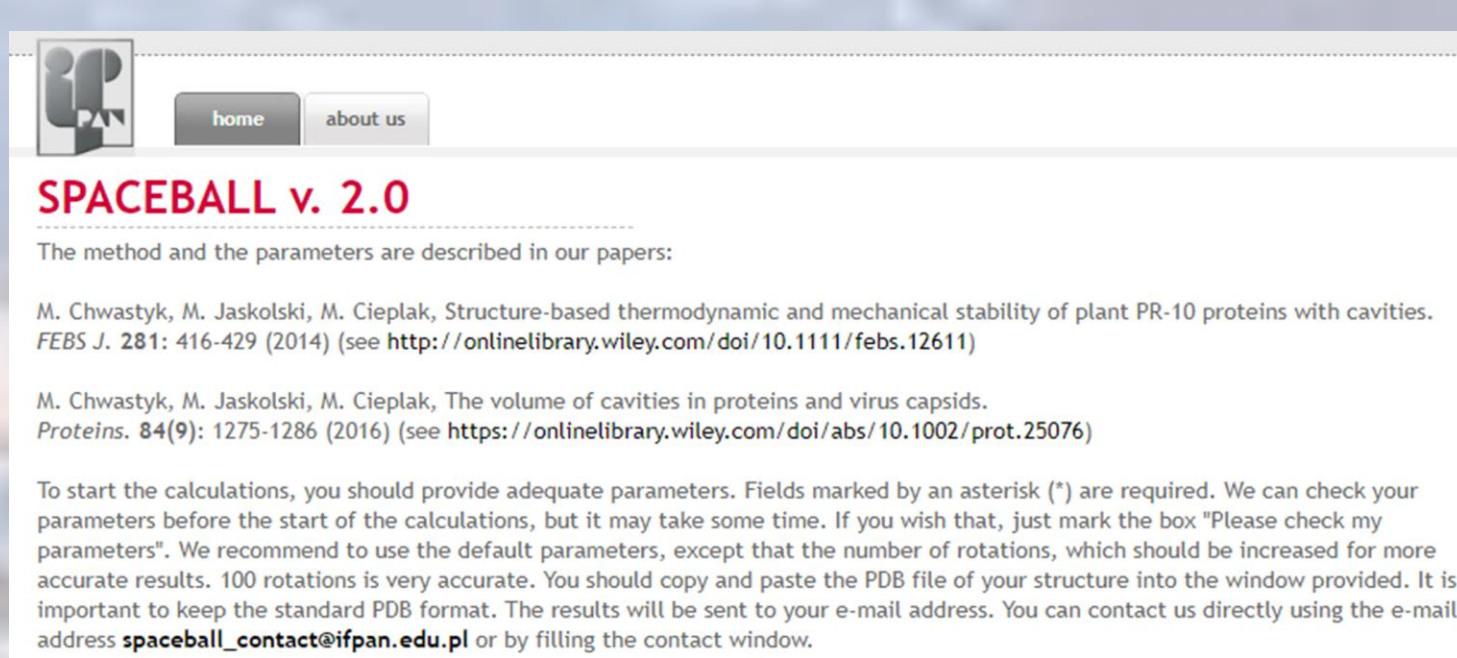 if
PAN
home
about us
SPACEBALL v. 2.0
The method and the parameters are described in our papers:
M. Chwastyk, M. Jaskolski, M. Cieplak, Structure-based thermodynamic and mechanical stability of plant PR-10 proteins with cavities.
FEBS J. 281: 416-429 (2014) (see http://onlinelibrary.wiley.com/doi/10.1111/febs.12611)
M. Chwastyk, M. Jaskolski, M. Cieplak, The volume of cavities in proteins and virus capsids.
Proteins. 84(9): 1275-1286 (2016) (see https://onlinelibrary.wiley.com/doi/abs/10.1002/prot.25076)
To start the calculations, you should provide adequate parameters. Fields marked by an asterisk (*) are required. We can check your
parameters before the start of the calculations, but it may take some time. If you wish that, just mark the box "Please check my
parameters". We recommend to use the default parameters, except that the number of rotations, which should be increased for more
accurate results. 100 rotations is very accurate. You should copy and paste the PDB file of your structure into the window provided. It is
important to keep the standard PDB format. The results will be sent to your e-mail address. You can contact us directly using the e-mail
address spaceball_contact@ifpan.edu.pl or by filling the contact window.